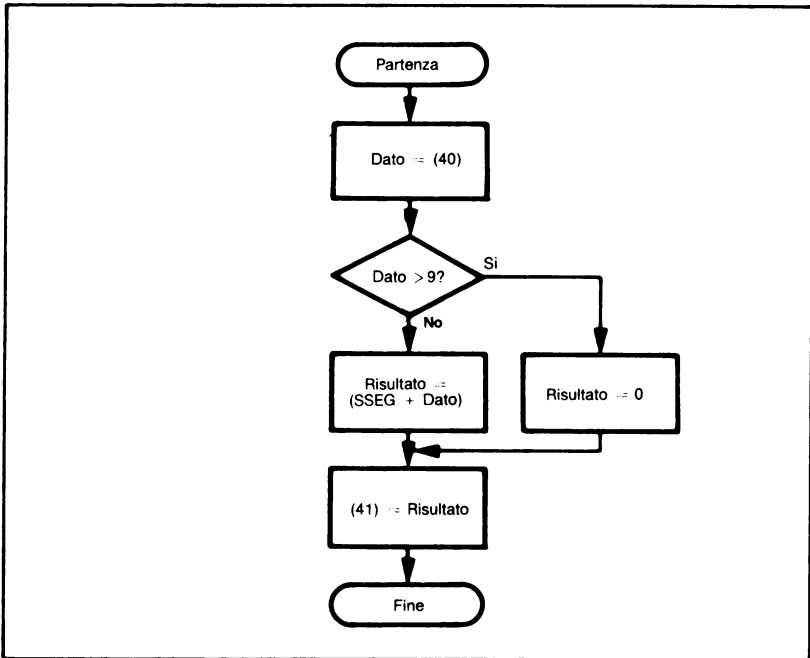 Partenza
Dato = (40)
Dato > 9?
Si
No
Risultato =
(SSEG + Dato)
Risultato = 0
(41) = Risultato
Fine